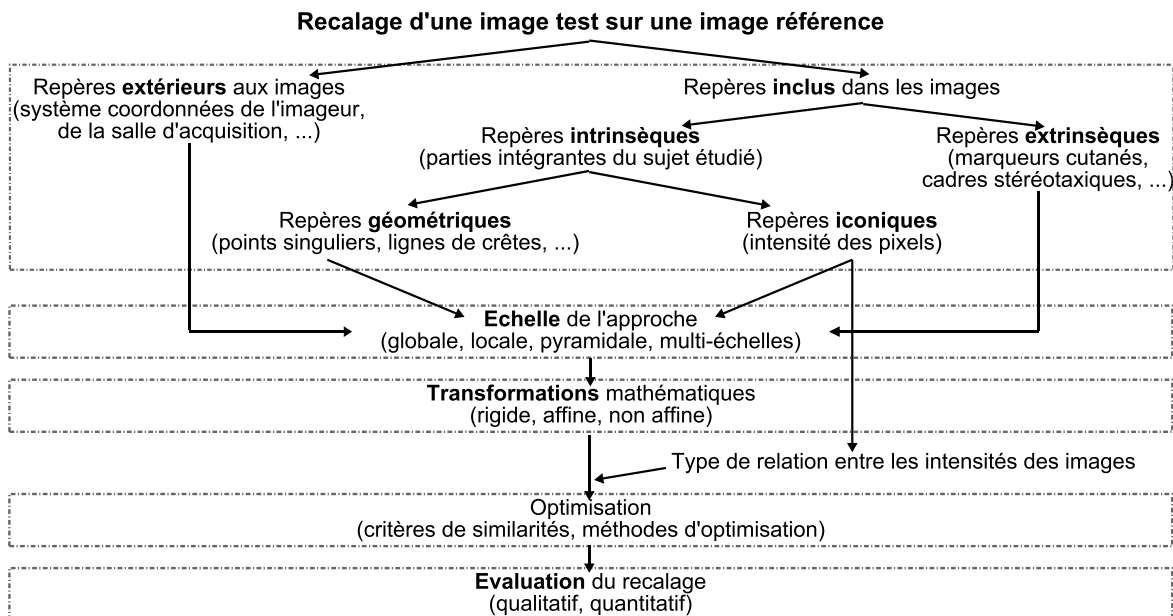 Recalage d'une image test sur une image référence
Repères extérieurs aux images
(système coordonnées de l'imageur,
de la salle d'acquisition, ...)
Repères inclus dans les images
Repères intrinsèques
(parties intégrantes du sujet étudié)
Repères extrinsèques
(marqueurs cutanés,
cadres stéréotaxiques, ...)
Repères géométriques
(points singuliers, lignes de crêtes, ...)
Repères iconiques
(intensité des pixels)
Echelle de l'approche
(globale, locale, pyramidale, multi-échelles)
Transformations mathématiques
(rigide, affine, non affine)
Type de relation entre les intensités des images
Optimisation
(critères de similarités, méthodes d'optimisation)
Evaluation du recalage
(qualitatif, quantitatif)